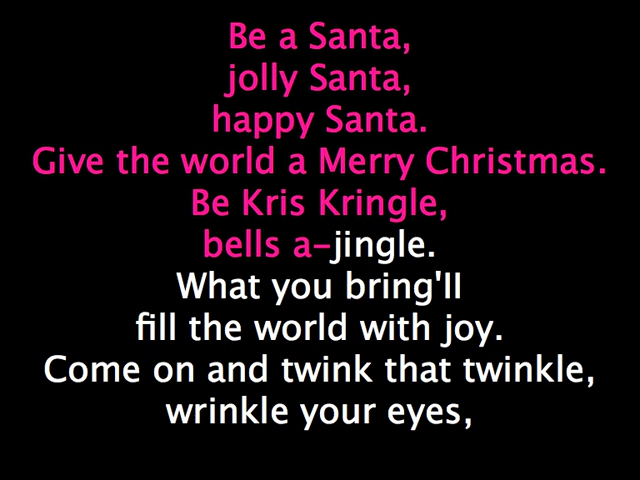 Be a Santa,
jolly Santa,
happy Santa.
Give the world a Merry Christmas.
Be Kris Kringle,
bells a-jingle.
What you bring'II
fill the world with joy.
Come on and twink that twinkle,
wrinkle your eyes,